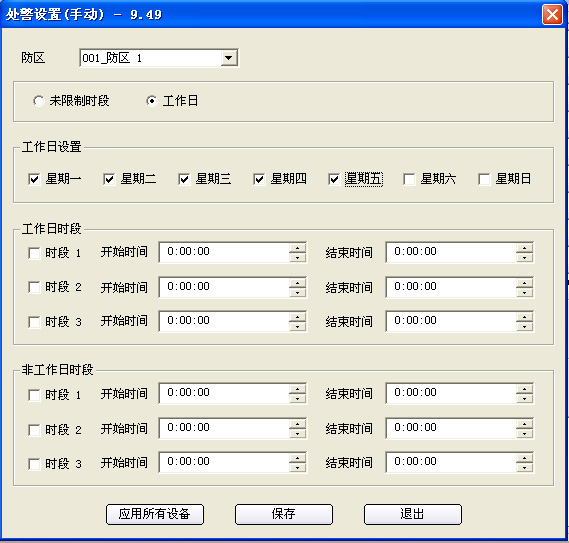 处警设置(手动) - 9.49
防区 001_防区 1
未限制时段 工作日
工作日设置
星期一 星期二 星期三 星期四 星期五 星期六 星期日
工作日时段
时段 1 开始时间 0:00:00 结束时间 0:00:00
时段 2 开始时间 0:00:00 结束时间 0:00:00
时段 3 开始时间 0:00:00 结束时间 0:00:00
非工作日时段
时段 1 开始时间 0:00:00 结束时间 0:00:00
时段 2 开始时间 0:00:00 结束时间 0:00:00
时段 3 开始时间 0:00:00 结束时间 0:00:00
应用所有设备 保存 退出